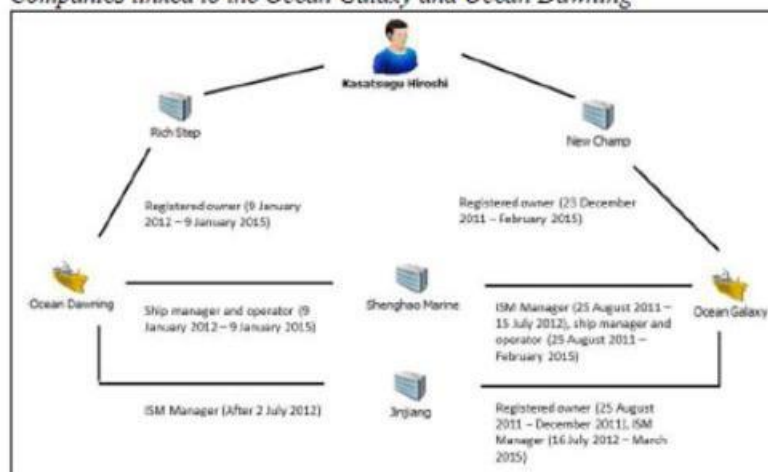 Companies linked to the Ocean Galaxy and Ocean Dawning
Kasatsugu Hiroshi
Rich Step
New Champ
Registered owner (9 January
2012 – 9 January 2015)
Registered owner (23 December
2011 – February 2015)
Ocean Dawning
Shenghao Marine
Ocean Galaxy
Ship manager and operator (9
January 2012 – 9 January 2015)
ISM Manager (25 August 2011 –
15 July 2012), ship manager and
operator (25 August 2011 –
February 2015)
ISM Manager (After 2 July 2012)
Jinjiang
Registered owner (25 August
2011 – December 2011), ISM
Manager (16 July 2012 – March
2015)